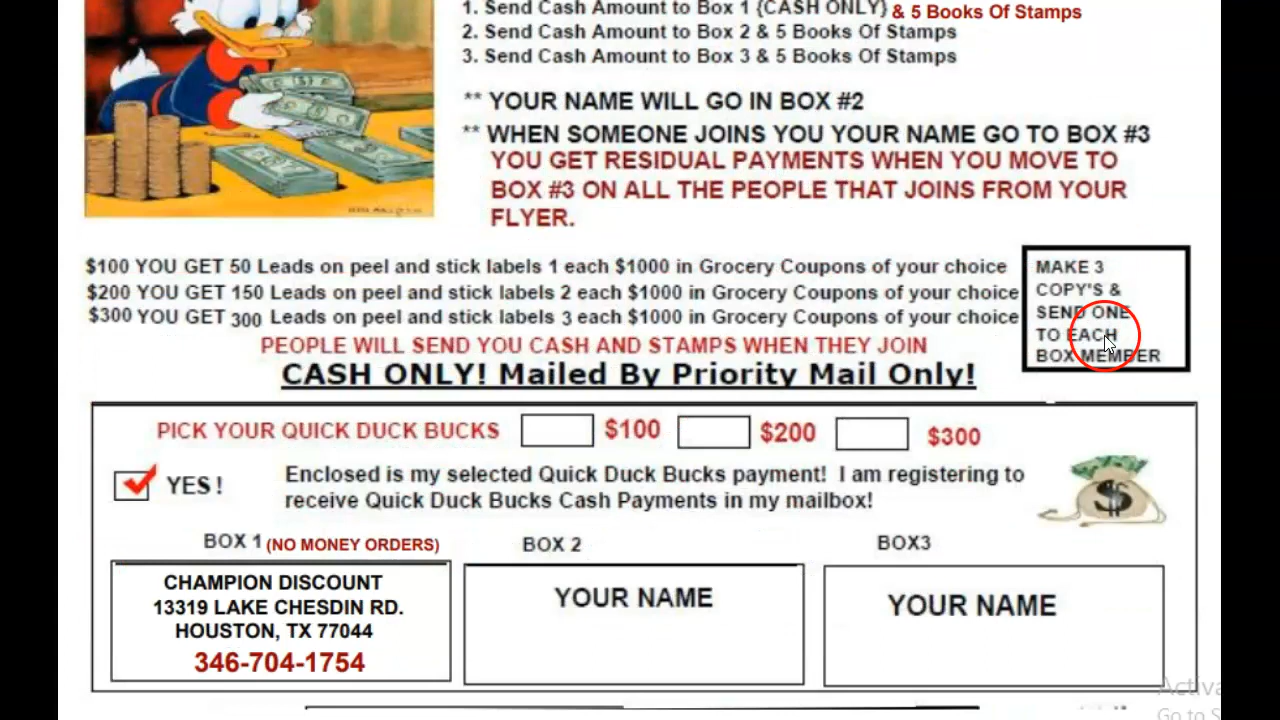 1. Send Cash Amount to Box 1 {CASH ONLY} & 5 Books Of Stamps
2. Send Cash Amount to Box 2 & 5 Books Of Stamps
3. Send Cash Amount to Box 3 & 5 Books Of Stamps
** YOUR NAME WILL GO IN BOX #2
** WHEN SOMEONE JOINS YOU YOUR NAME GO TO BOX #3
YOU GET RESIDUAL PAYMENTS WHEN YOU MOVE TO
BOX #3 ON ALL THE PEOPLE THAT JOINS FROM YOUR
FLYER.
$100 YOU GET 50 Leads on peel and stick labels 1 each $1000 in Grocery Coupons of your choice
$200 YOU GET 150 Leads on peel and stick labels 2 each $1000 in Grocery Coupons of your choice
$300 YOU GET 300 Leads on peel and stick labels 3 each $1000 in Grocery Coupons of your choice
MAKE 3
COPY'S &
SEND ONE
TO EACH
BOX MEMBER
PEOPLE WILL SEND YOU CASH AND STAMPS WHEN THEY JOIN
CASH ONLY! Mailed By Priority Mail Only!
PICK YOUR QUICK DUCK BUCKS $100 $200 $300
YES! Enclosed is my selected Quick Duck Bucks payment! I am registering to
receive Quick Duck Bucks Cash Payments in my mailbox!
BOX 1 (NO MONEY ORDERS) BOX 2 BOX3
CHAMPION DISCOUNT
13319 LAKE CHESDIN RD.
HOUSTON, TX 77044
346-704-1754
YOUR NAME
YOUR NAME
Go to S